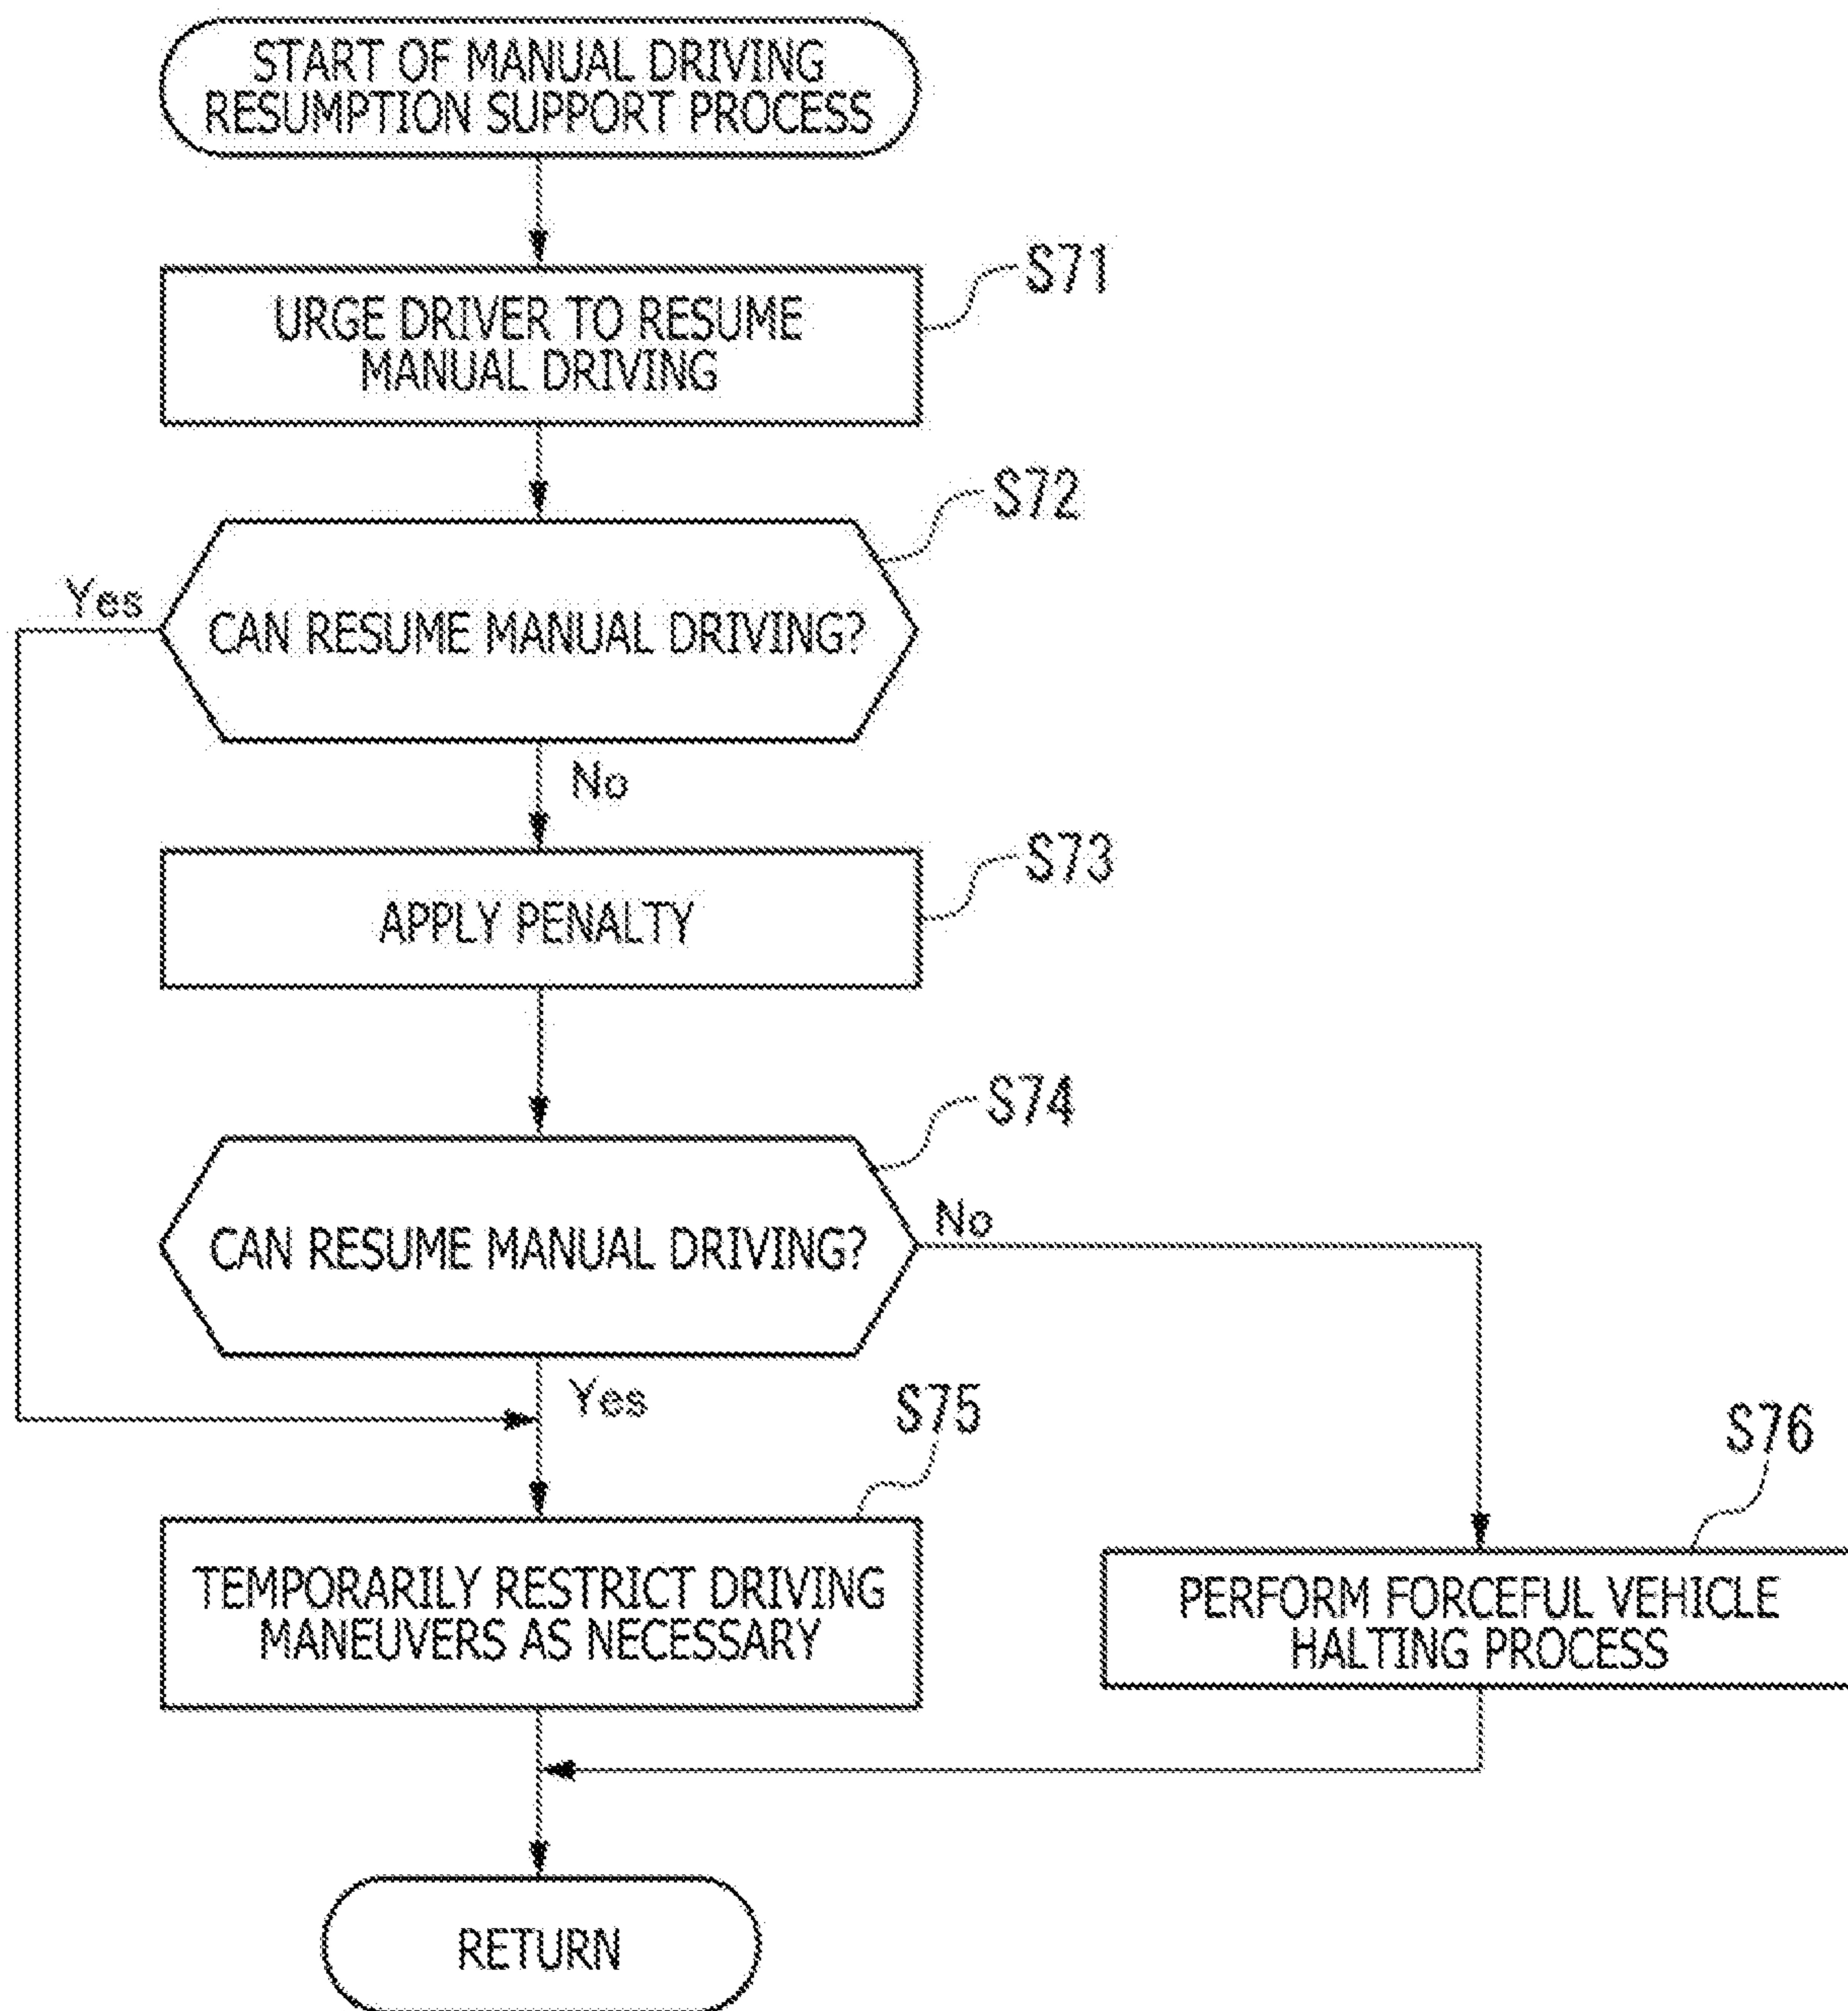 START OF MANUAL DRIVING
RESUMPTION SUPPORT PROCESS
S71
URGE DRIVER TO RESUME
MANUAL DRIVING
S72
Yes
CAN RESUME MANUAL DRIVING?
No
S73
APPLY PENALTY
S74
No
CAN RESUME MANUAL DRIVING?
Yes
S75
S76
TEMPORARILY RESTRICT DRIVING
MANEUVERS AS NECESSARY
PERFORM FORCEFUL VEHICLE
HALTING PROCESS
RETURN